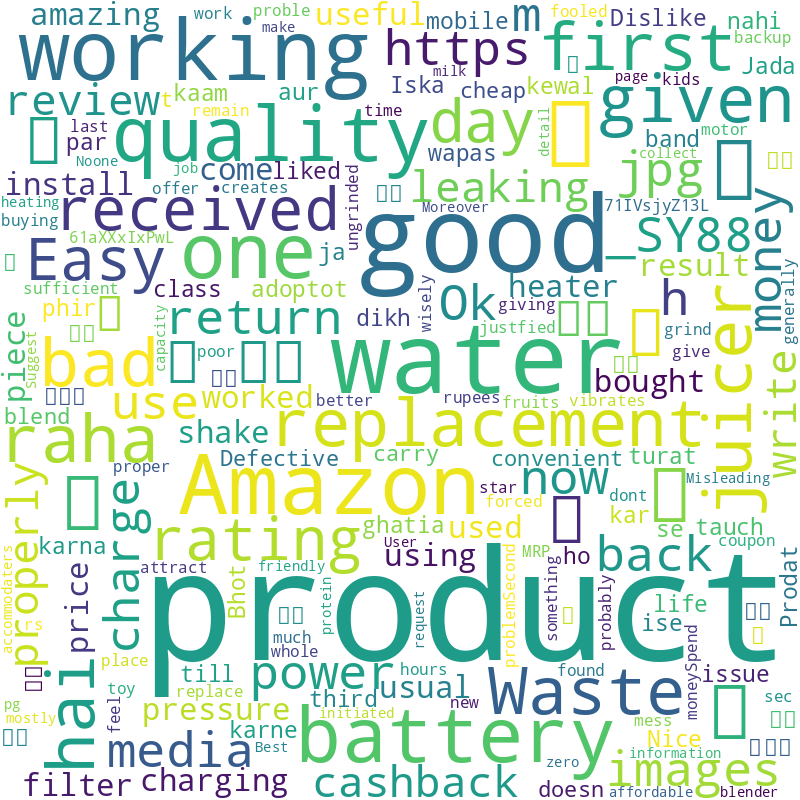 amazing
work
proble
useful
mobile
m
fooled
Dislike
nahi
make
backup
working
https
first
milk
page
kids
Jada
review
t
kaam
aur
Iska
cheap
kewal
given
remain
time
detail
band
motor
last
par
quality
day
wapas
collect
Noone
job
come
liked
jpg
install
offer
creates
ungrinded
leaking
heating
received
Moreover
71IVsjyZ13L
buying
good
_SY88
money
61aXXxIxPwL
Easy
one
ja
result
sufficient
class
adoptot
heater
h
wisely
giving
generally
phir
return
dikh
Ok
justfied
grind
Suggest
poor
capacity
piece
bad
water
give
bought
juicer
write
use
worked
better
rupees
fruits
vibrates
blend
raha
shake
replacement
Defective
carry
convenient
turat
proper
Amazon
star
now
dont
Misleading
forced
properly
charge
rating
ghatia
used
kar
se
tauch
coupon
karna
User
using
MRP
ho
back
accommodaters
price
attract
friendly
problemSecond
something
probably
Prodat
rs
Bhot
protein
product
request
life
ise
place
much
whole
hai
till
power
hours
usual
found
issue
toy
replace
third
Waste
moneySpend
sec
pg
mostly
feel
pressure
karne
initiated
new
battery
mess
Nice
media
Best
images
information
zero
filter
charging
cashback
doesn
affordable
blender